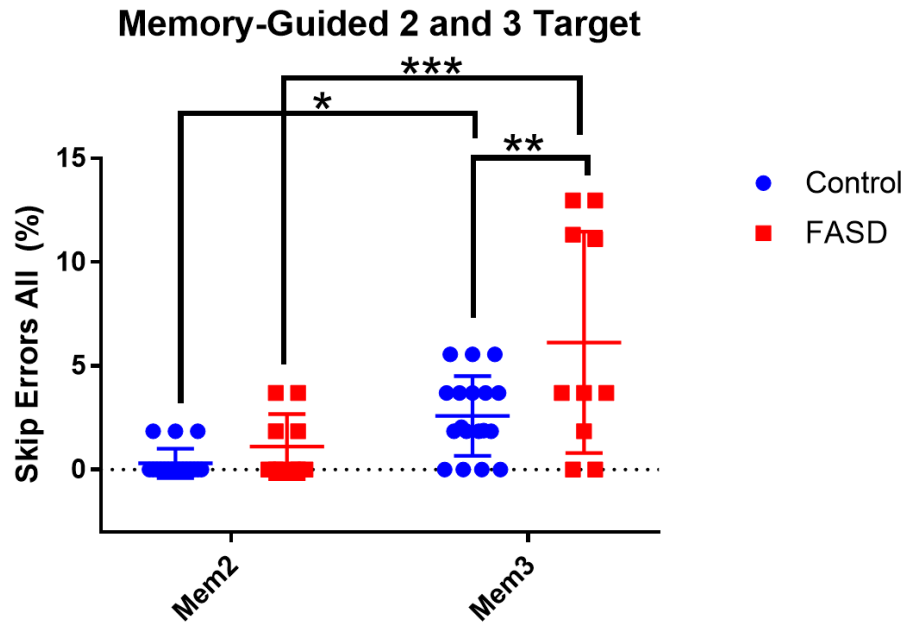 Memory-Guided 2 and 3 Target
***
*
**
15
10
5
0
Skip Errors All (%)
Mem2
Mem3
Control
FASD